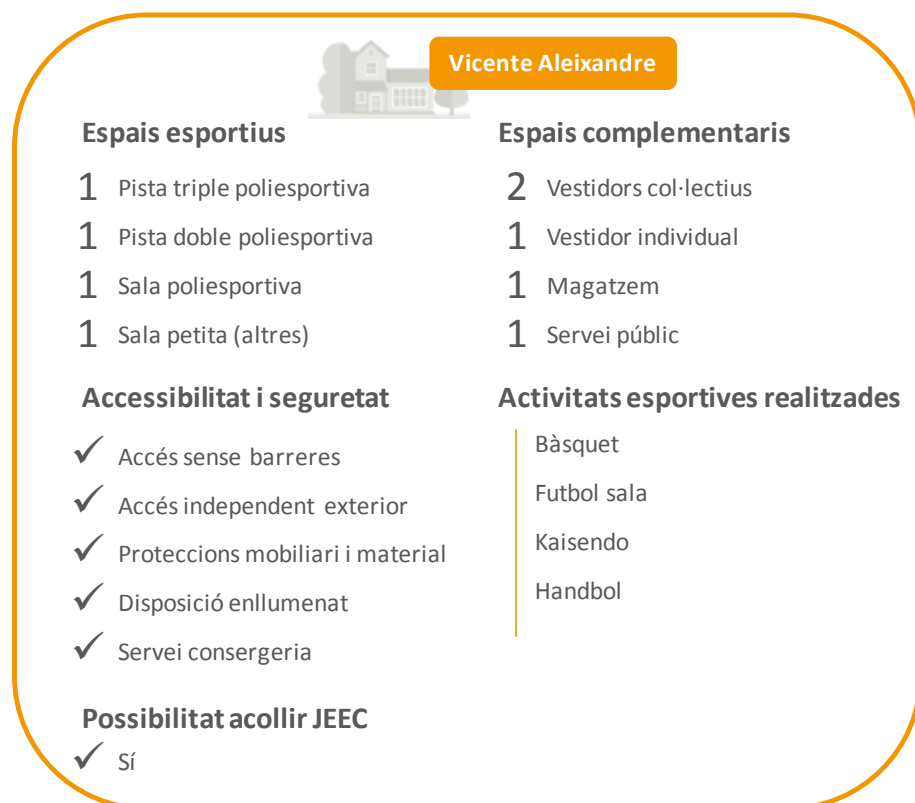 Vicente Aleixandre
Espais esportius
1 Pista triple poliesportiva
1 Pista doble poliesportiva
1 Sala poliesportiva
1 Sala petita (altres)
Espais complementaris
2 Vestidors col·lectius
1 Vestidor individual
1 Magatzem
1 Servei públic
Accessibilitat i seguretat
✓ Accés sense barreres
✓ Accés independent exterior
✓ Proteccions mobiliari i material
✓ Disposició enllumenat
✓ Servei consergeria
Activitats esportives realitzades
Bàsquet
Futbol sala
Kaisendo
Handbol
Possibilitat acollir JEEC
✓ Sí